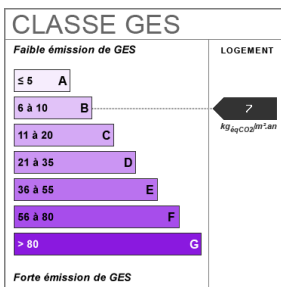 CLASSE GES
Faible émission de GES
LOGEMENT
≤ 5 A
6 à 10 B
7
kgéqCO2/m².an
11 à 20 C
21 à 35 D
36 à 55 E
56 à 80 F
> 80 G
Forte émission de GES